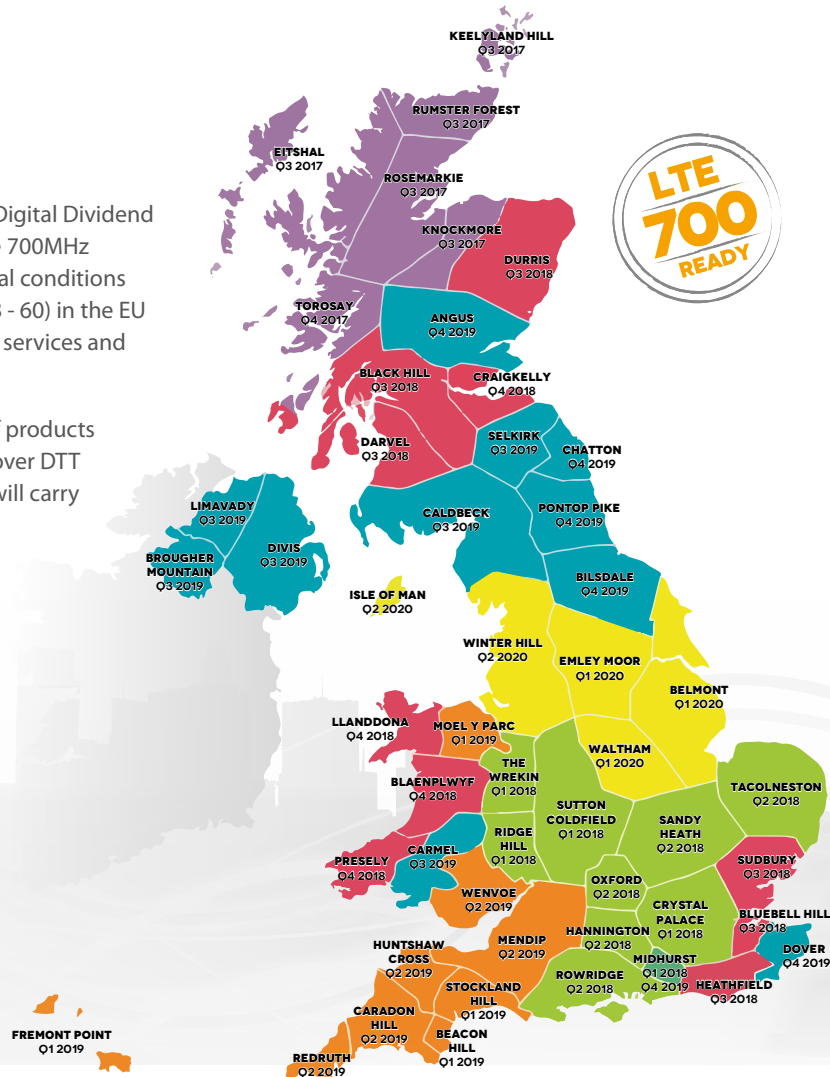 KEELYLAND HILL
Q3 2017
RUMSTER FOREST
Q3 2017
EITSHAL
Q3 2017
ROSEMARKIE
Q3 2017
LTE
700
READY
Digital Dividend
700MHz
al conditions
- 60) in the EU
services and
KNOCKMORE
Q3 2017
DURRIS
Q3 2018
TOROSAY
Q4 2017
ANGUS
Q4 2019
BLACK HILL
Q3 2018
CRAIGKELLY
Q4 2018
products
over DTT
will carry
DARVEL
Q3 2018
SELKIRK
Q3 2019
CHATTON
Q4 2019
LIMAVADY
Q3 2019
CALDBECK
Q3 2019
PONTOP PIKE
Q4 2019
DIVIS
Q3 2019
BROUGHER
MOUNTAIN
Q3 2019
BILSDALE
Q4 2019
ISLE OF MAN
Q2 2020
WINTER HILL
Q2 2020
EMLEY MOOR
Q1 2020
BELMONT
Q1 2020
LLANDDONA
Q4 2018
MOEL Y PARC
Q1 2019
WALTHAM
Q1 2020
THE
WREKIN
Q1 2018
BLAENPLWYF
Q4 2018
TACOLNESTON
Q2 2018
SUTTON
COLDFIELD
Q1 2018
SANDY
HEATH
Q2 2018
RIDGE
HILL
Q1 2018
CARMEL
Q3 2019
PRESELY
Q4 2018
SUDBURY
Q3 2018
OXFORD
Q2 2018
WENVOE
Q2 2019
CRYSTAL
PALACE
Q1 2018
BLUEBELL HILL
Q3 2018
HANNINGTON
Q2 2018
MENDIP
Q2 2019
HUNTSHAW
CROSS
Q2 2019
DOVER
Q4 2019
MIDHURST
Q1 2018
Q4 2019
ROWRIDGE
Q2 2018
HEATHFIELD
Q3 2018
STOCKLAND
HILL
Q1 2019
CARADON
HILL
Q2 2019
FREMONT POINT
Q1 2019
BEACON
HILL
Q1 2019
REDRUTH
Q2 2019